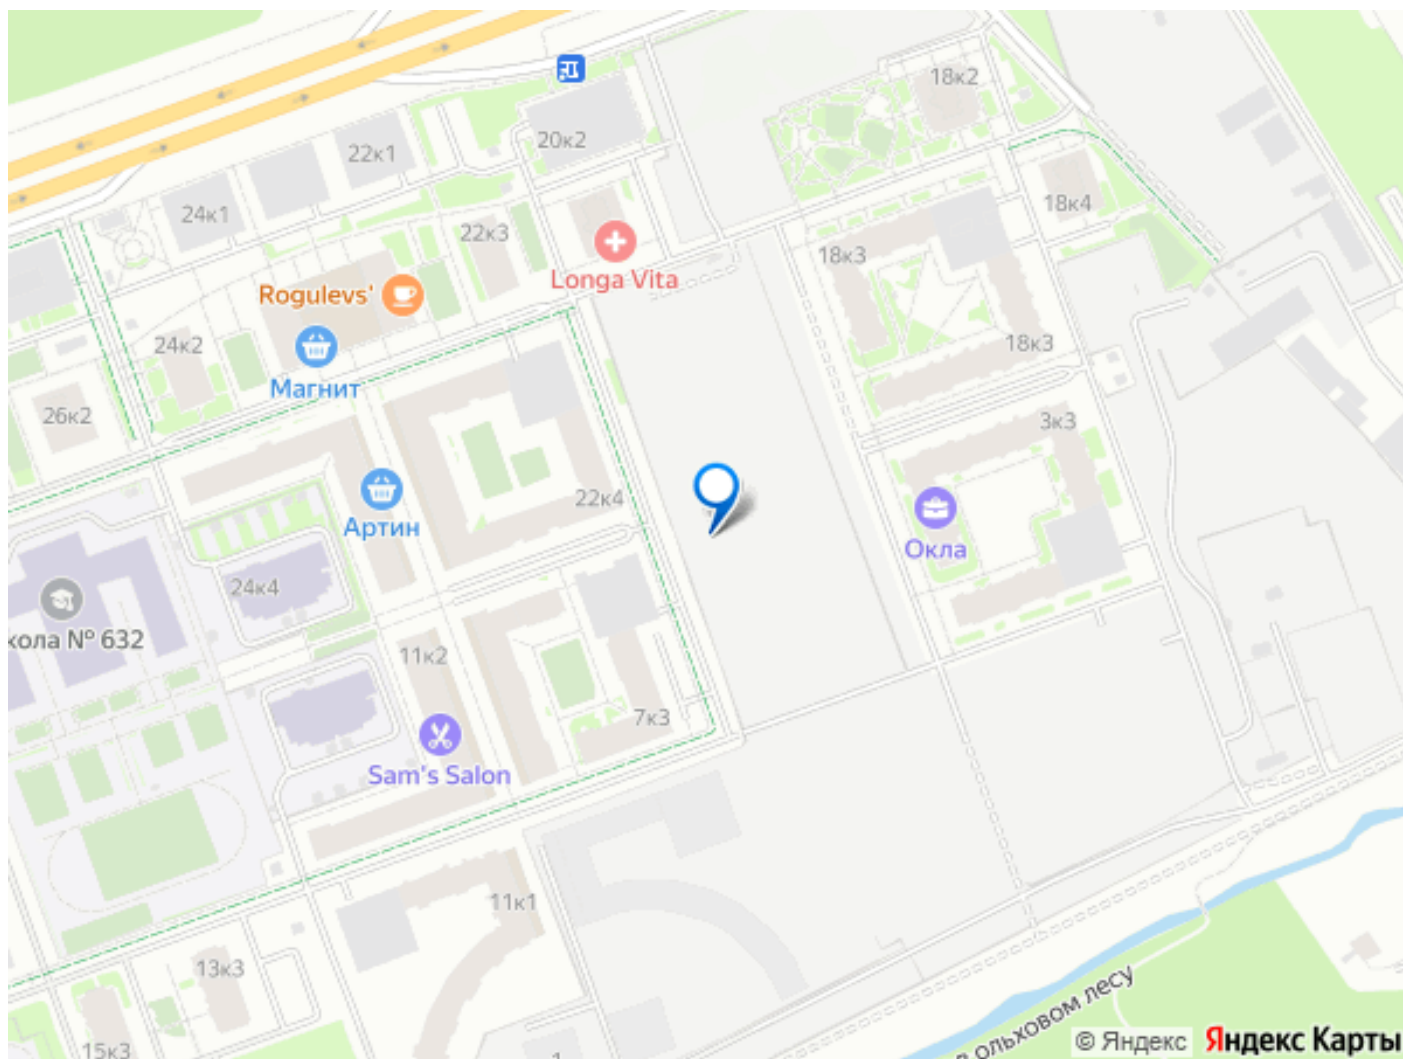 18к2
20к2
22к1
24к1
22к3
18к4
18к3
Longa Vita
Rogulevs'
24к2
18к3
Магнит
26к2
3к3
22к4
Артин
Окла
24к4
кола № 632
11к2
7к3
Sam's Salon
11к1
13к3
15к3
1
ольховом лесу
© Яндекс
Яндекс Карты